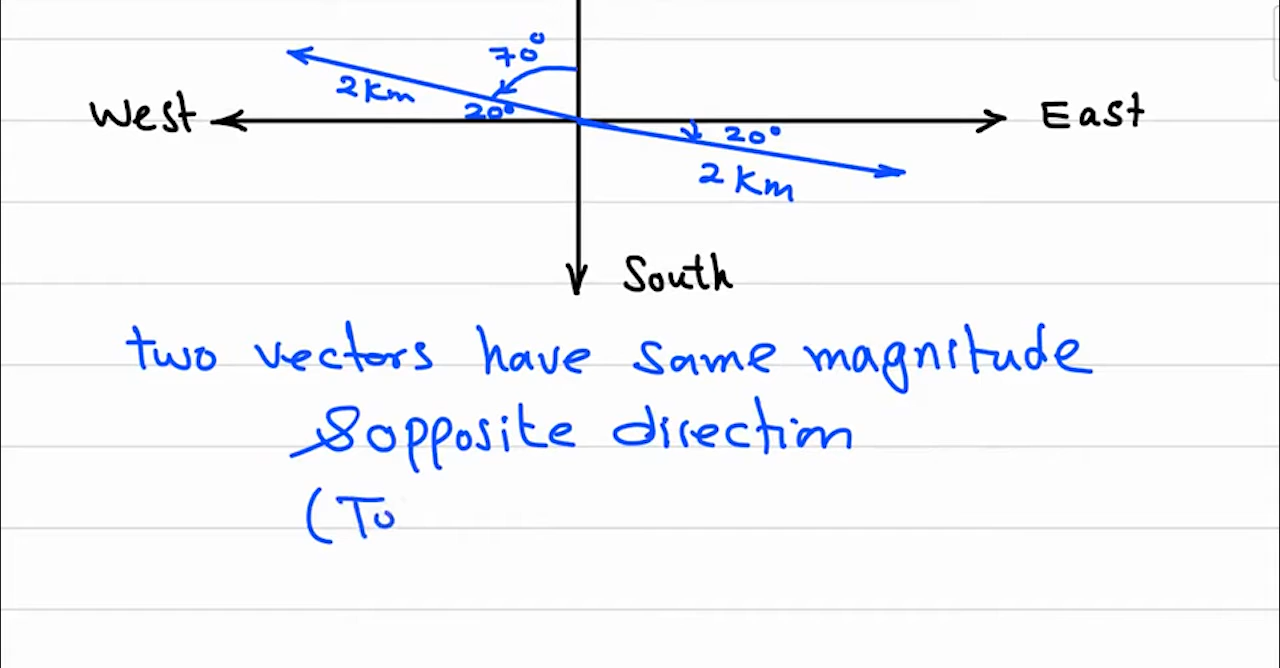 70°
2 Km
20°
West
East
20°
2 Km
South
two vectors have same magnitude
& opposite direction
(To